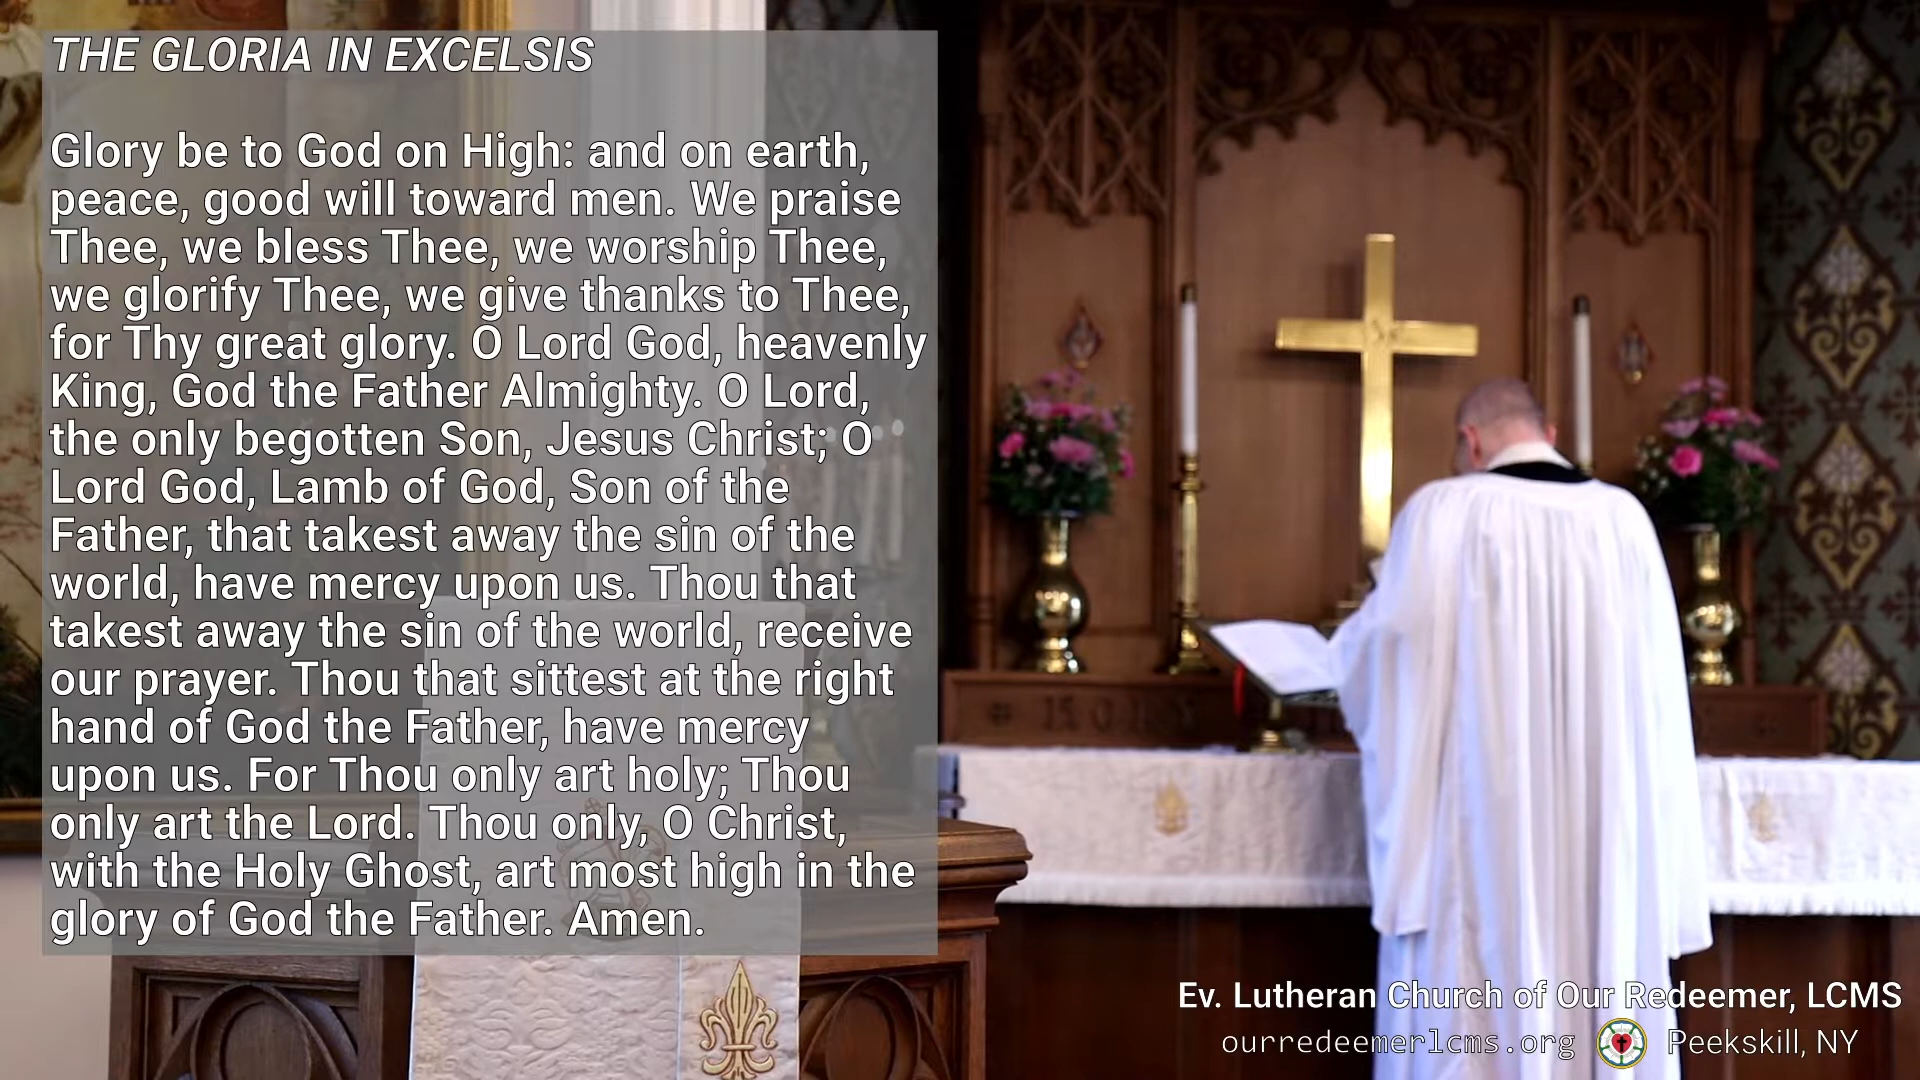 THE GLORIA IN EXCELSIS
Glory be to God on High: and on earth,
peace, good will toward men. We praise
Thee, we bless Thee, we worship Thee,
we glorify Thee, we give thanks to Thee,
for Thy great glory. O Lord God, heavenly
King, God the Father Almighty. O Lord,
the only begotten Son, Jesus Christ; O
Lord God, Lamb of God, Son of the
Father, that takest away the sin of the
world, have mercy upon us. Thou that
takest away the sin of the world, receive
our prayer. Thou that sittest at the right
hand of God the Father, have mercy
upon us. For Thou only art holy; Thou
only art the Lord. Thou only, O Christ,
with the Holy Ghost, art most high in the
glory of God the Father. Amen.
Ev. Lutheran Church of Our Redeemer, LCMS
ourredeemerlcms.org Peekskill, NY